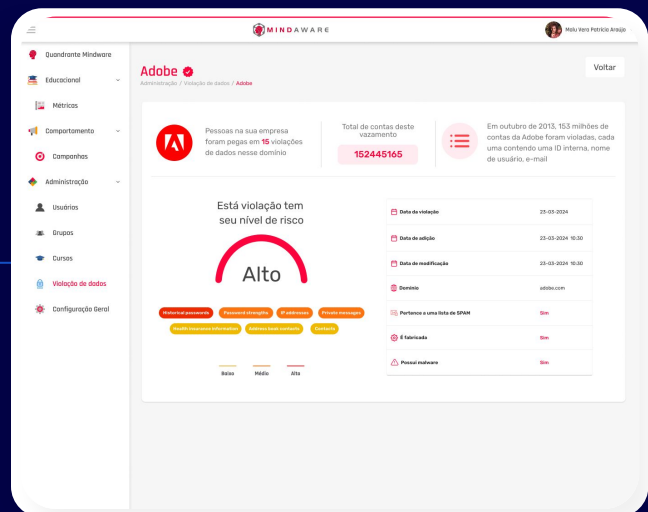 MINDAWARE
Malu Vera Patrícia Araújo
Quandrante Mindware
Educacional
Métricas
Comportamento
Campanhas
Administração
Usuários
Grupos
Cursos
Violação de dados
Configuração Geral
Adobe
Administração / Violação de dados / Adobe
Voltar
Pessoas na sua empresa
foram pegas em 15 violações
de dados nesse domínio
Total de contas deste
vazamento
152445165
Em outubro de 2013, 153 milhões de
contas da Adobe foram violadas, cada
uma contendo uma ID interna, nome
de usuário, e-mail
Está violação tem
seu nível de risco
Alto
Historical passwords
Password strengths
IP addresses
Private messages
Health insurance information
Address book contacts
Contacts
Baixo
Médio
Alto
Data da violação
23-03-2024
Data de adição
23-03-2024 10:30
Data de modificação
23-03-2024 10:30
Domínio
adobe.com
Pertence a uma lista de SPAM
Sim
É fabricada
Sim
Possui malware
Sim